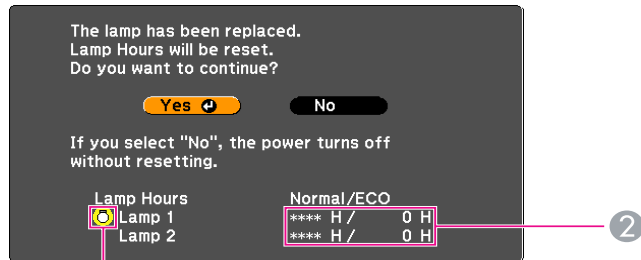 The lamp has been replaced.
Lamp Hours will be reset.
Do you want to continue?
Yes No
If you select "No", the power turns off
without resetting.
Lamp Hours Normal/ECO
Lamp 1 **** H / 0 H
Lamp 2 **** H / 0 H
2